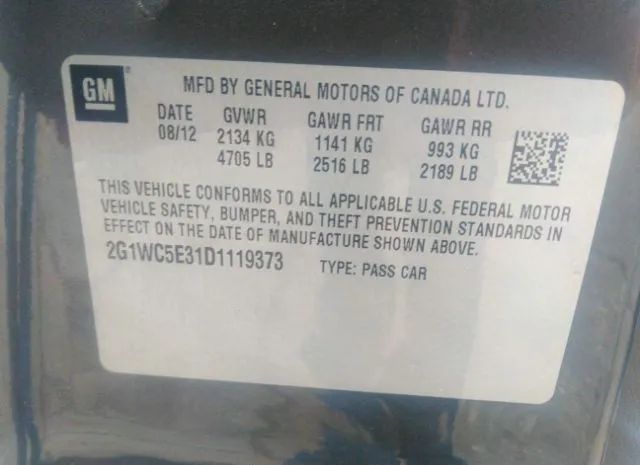 GM
MFD BY GENERAL MOTORS OF CANADA LTD.
DATE GVWR GAWR FRT GAWR RR
08/12 2134 KG 1141 KG 993 KG
4705 LB 2516 LB 2189 LB
THIS VEHICLE CONFORMS TO ALL APPLICABLE U.S. FEDERAL MOTOR
VEHICLE SAFETY, BUMPER, AND THEFT PREVENTION STANDARDS IN
EFFECT ON THE DATE OF MANUFACTURE SHOWN ABOVE.
2G1WC5E31D1119373 TYPE: PASS CAR